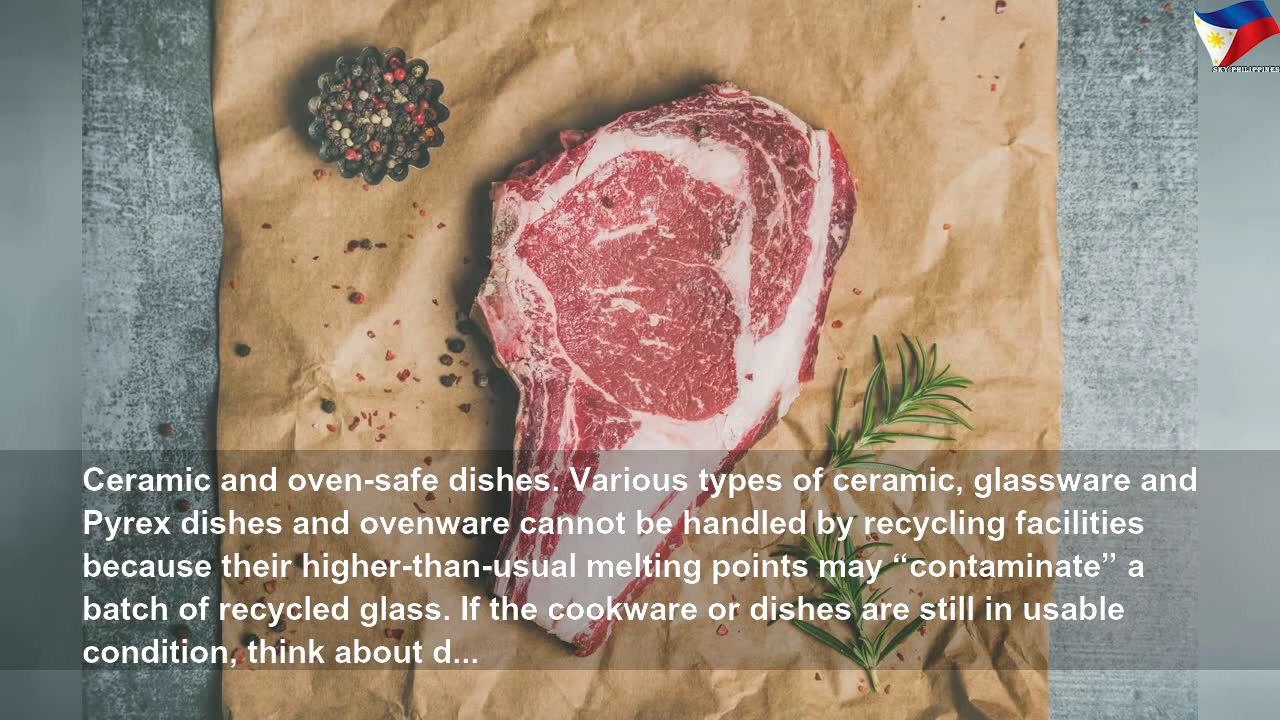 SKY PHILIPPINES
Ceramic and oven-safe dishes. Various types of ceramic, glassware and
Pyrex dishes and ovenware cannot be handled by recycling facilities
because their higher-than-usual melting points may “contaminate” a
batch of recycled glass. If the cookware or dishes are still in usable
condition, think about d...